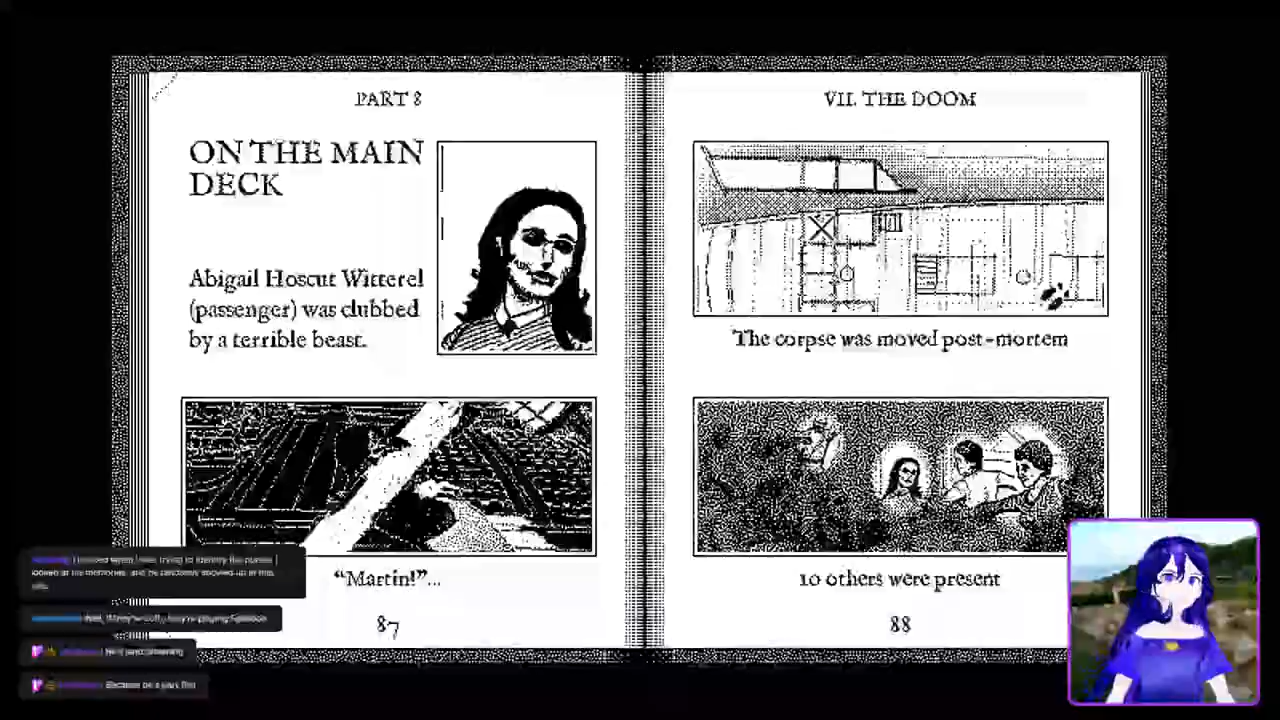 PART 8
ON THE MAIN
DECK
Abigail Hoscut Witterel
(passenger) was clubbed
by a terrible beast.
"Martin!"...
87
VII. THE DOOM
The corpse was moved post-mortem
10 others were present
88